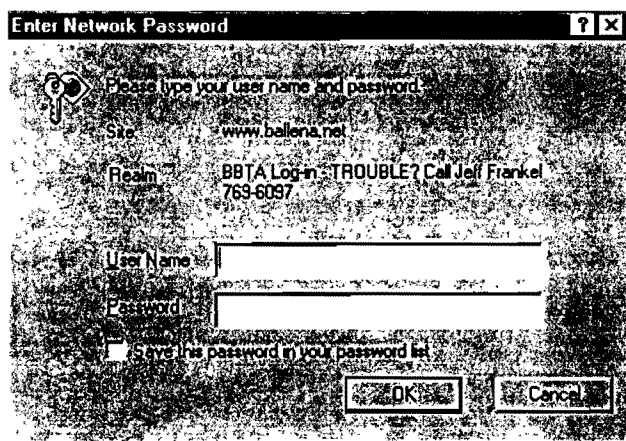 Enter Network Password
Please type your user name and password.
Site www.ballena.net
Realm BBTA Log-in : TROUBLE? Call Jeff Frankel
769-6097
User Name
Password
Save this password in your password list
OK Cancel